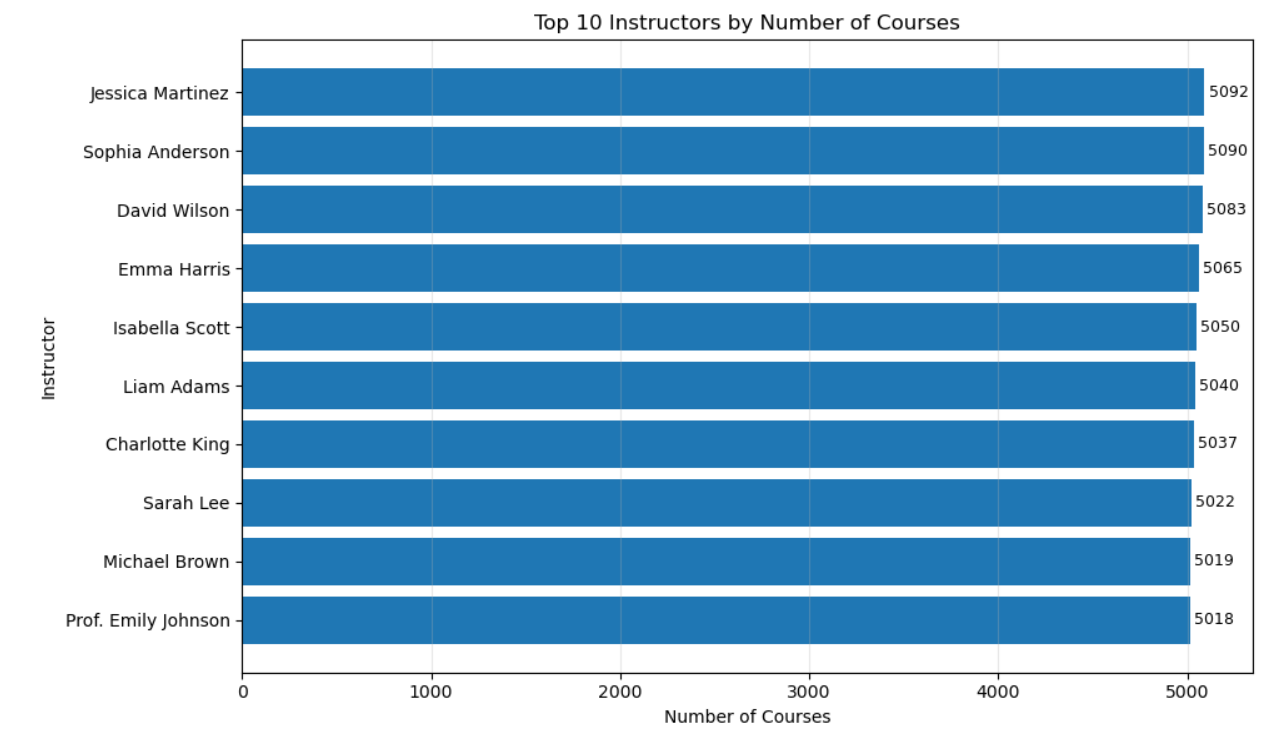 Top 10 Instructors by Number of Courses
Instructor
Jessica Martinez 5092
Sophia Anderson 5090
David Wilson 5083
Emma Harris 5065
Isabella Scott 5050
Liam Adams 5040
Charlotte King 5037
Sarah Lee 5022
Michael Brown 5019
Prof. Emily Johnson 5018
0 1000 2000 3000 4000 5000
Number of Courses